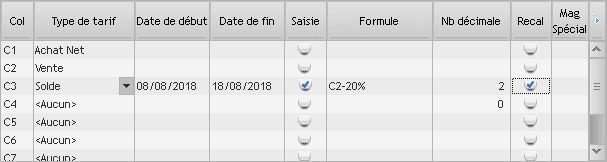 Col Type de tarif Date de début Date de fin Saisie Formule Nb décimale Recal Mag Spécial
C1 Achat Net
C2 Vente
C3 Solde 08/08/2018 18/08/2018 C2-20% 2
C4 <Aucun> 0
C5 <Aucun>
C6 <Aucun>
C7 <Aucun>